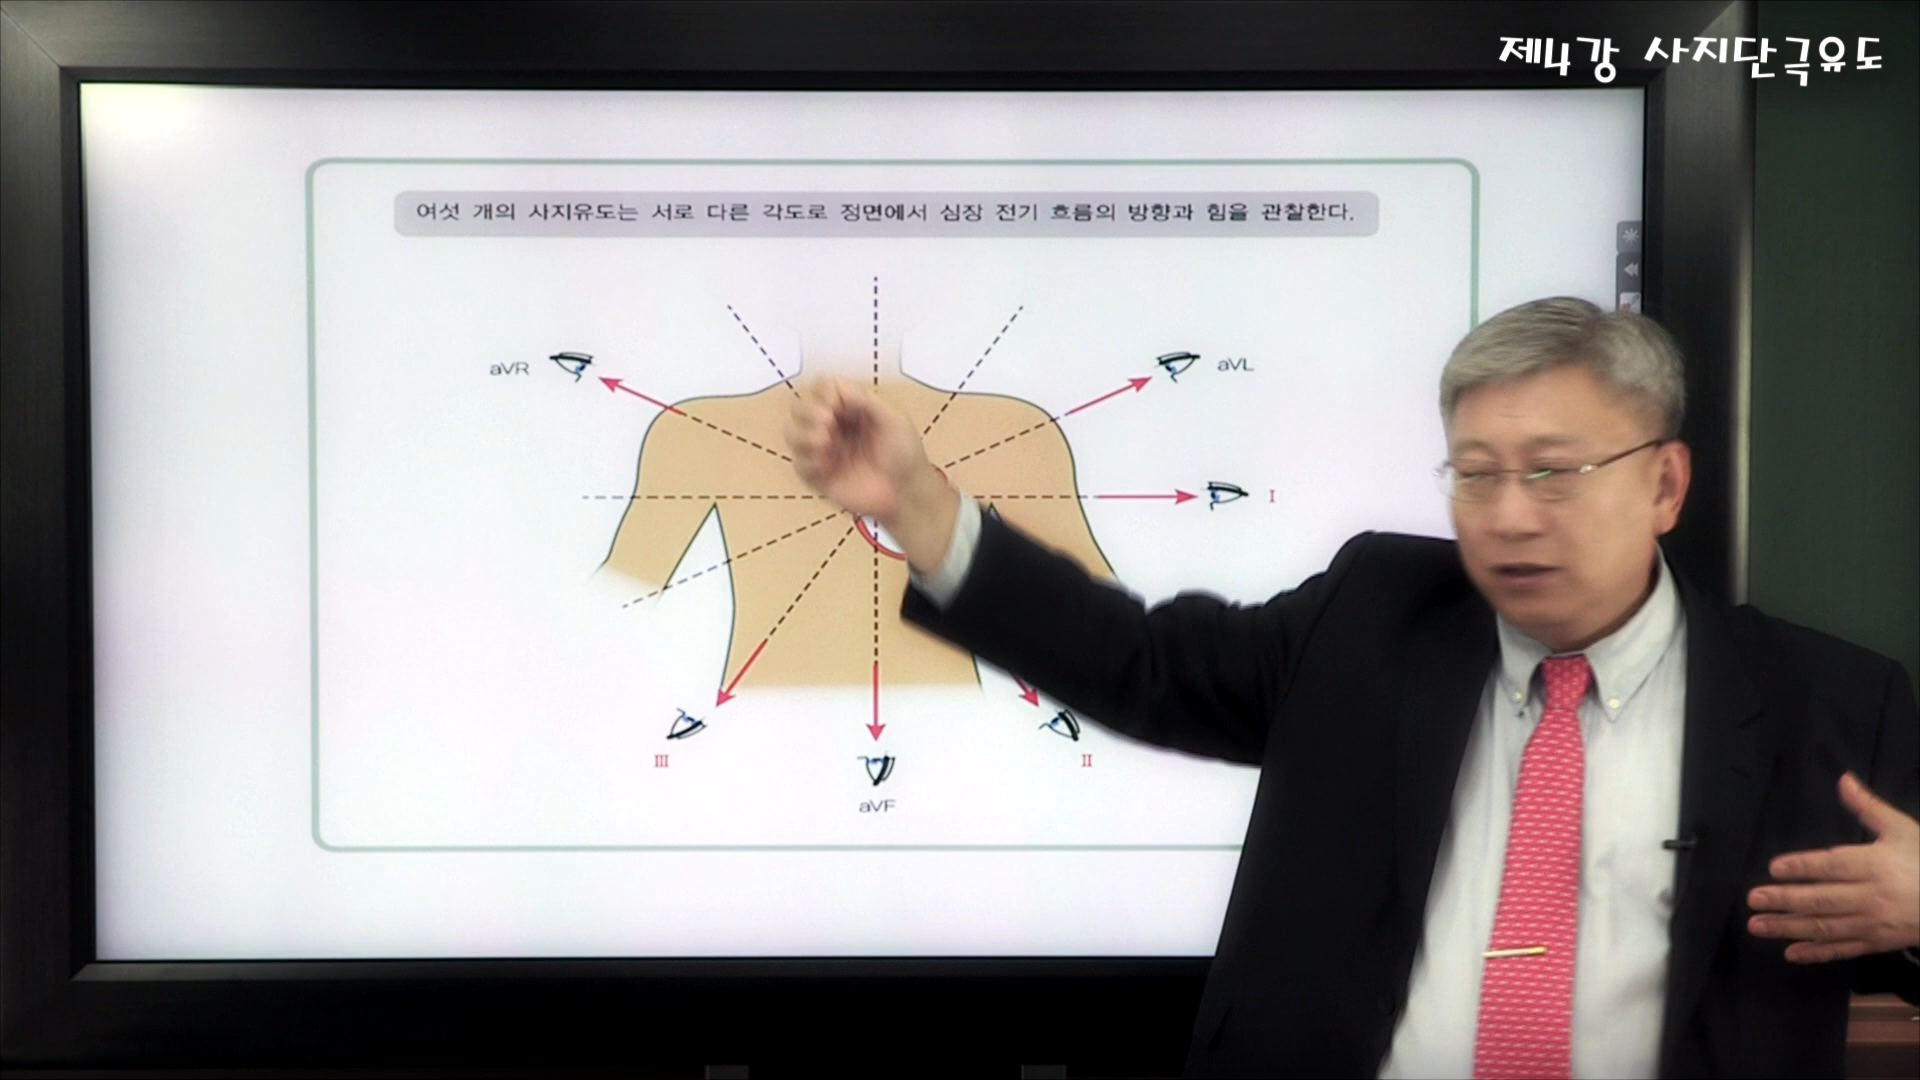 제4강 사지단극유도
여섯 개의 사지유도는 서로 다른 각도로 정면에서 심장 전기 흐름의 방향과 힘을 관찰한다.
aVR
aVL
I
III
II
aVF